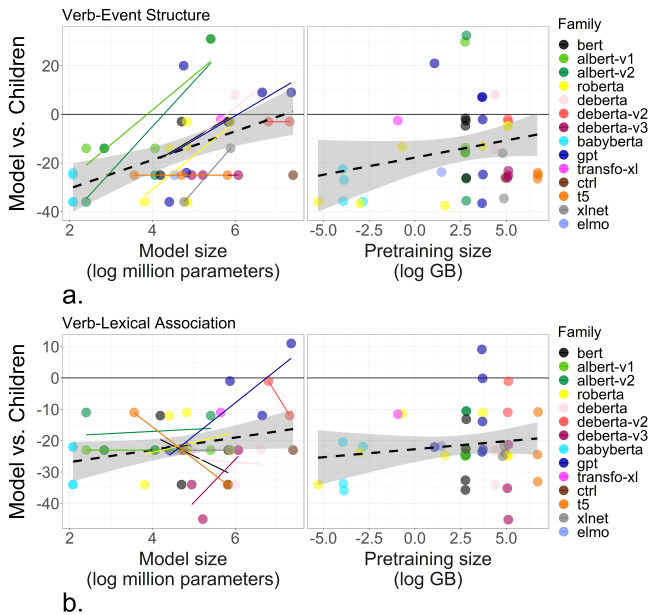 Verb-Event Structure
Family
bert
albert-v1
albert-v2
roberta
deberta
deberta-v2
deberta-v3
babyberta
gpt
transfo-xl
ctrl
t5
xlnet
elmo
Model vs. Children
20
0
-20
-40
2
4
6
-5.0
-2.5
0.0
2.5
5.0
Model size
(log million parameters)
Pretraining size
(log GB)
a.
Verb-Lexical Association
Family
bert
albert-v1
albert-v2
roberta
deberta
deberta-v2
deberta-v3
babyberta
gpt
transfo-xl
ctrl
t5
xlnet
elmo
Model vs. Children
10
0
-10
-20
-30
-40
2
4
6
-5.0
-2.5
0.0
2.5
5.0
Model size
(log million parameters)
Pretraining size
(log GB)
b.